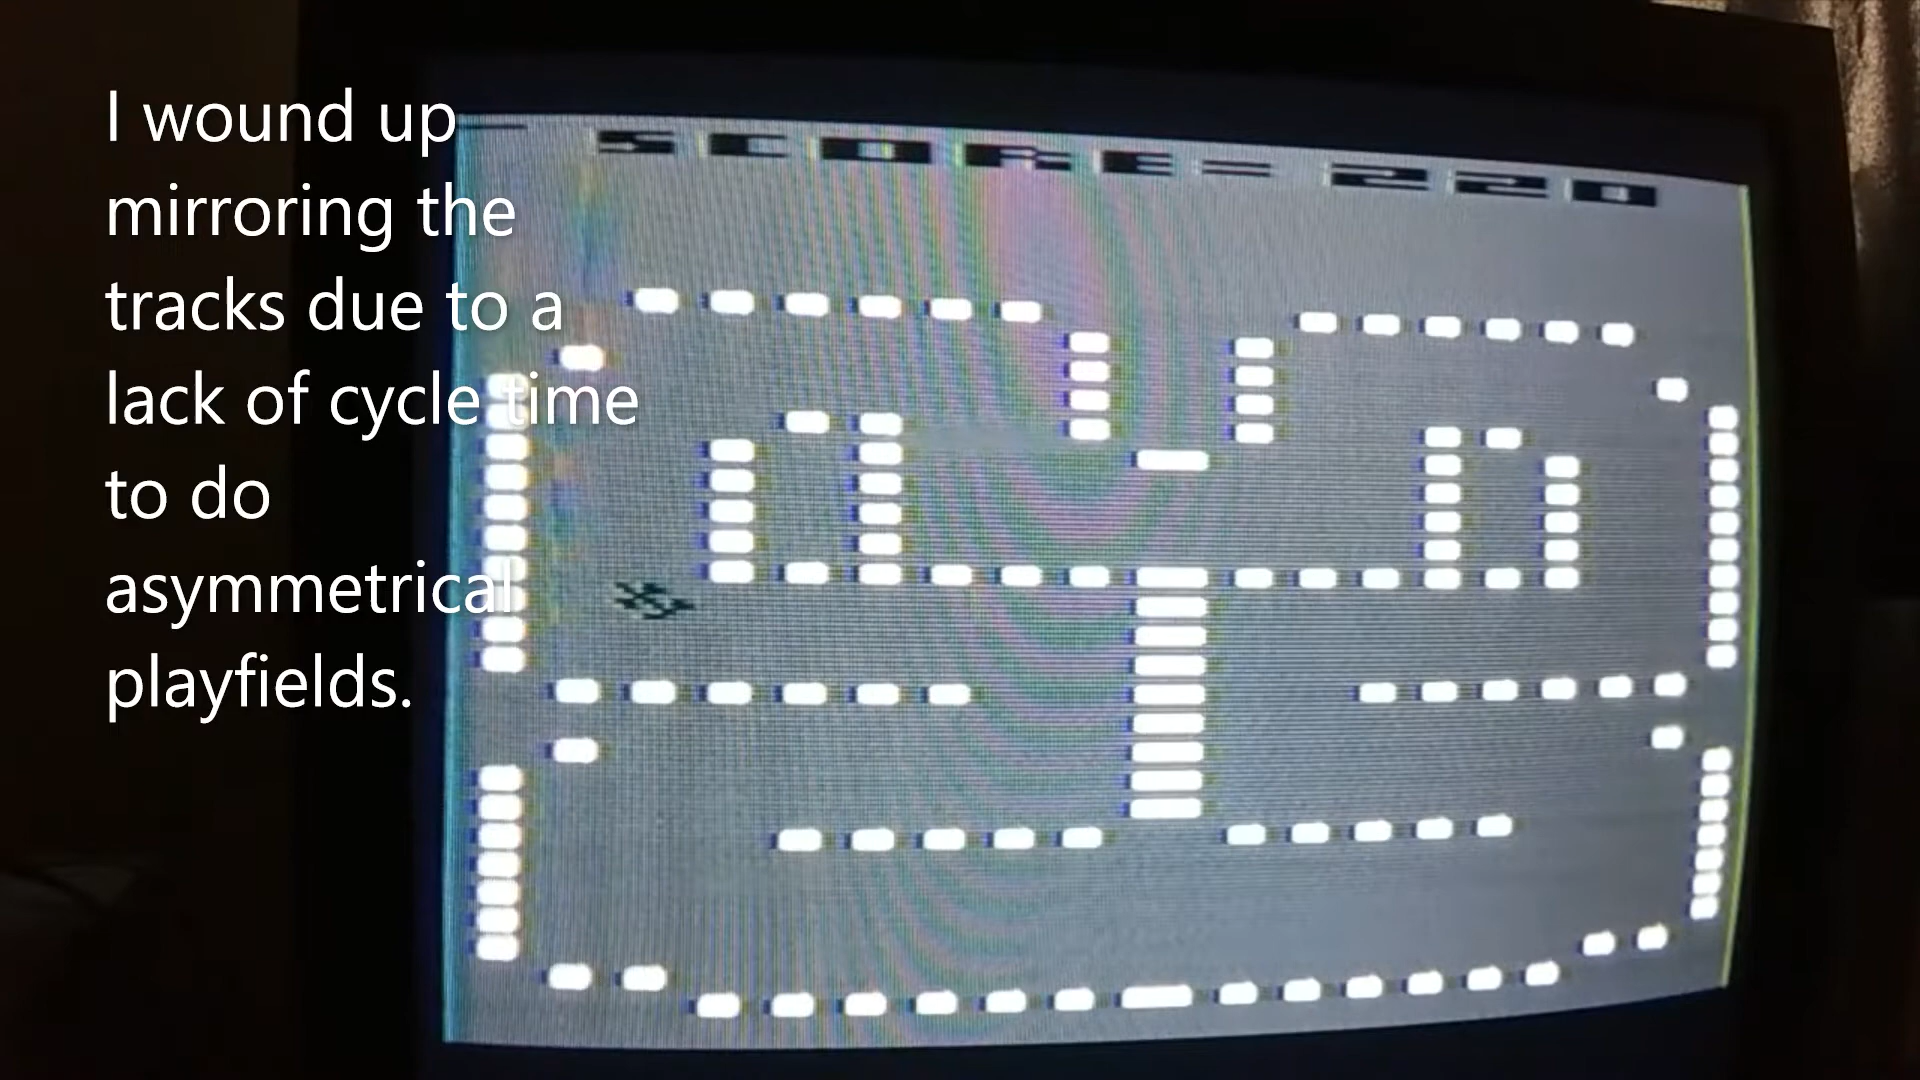 I wound up
mirroring the
tracks due to a
lack of cycle time
to do
asymmetrical
playfields.
SCORE= 220